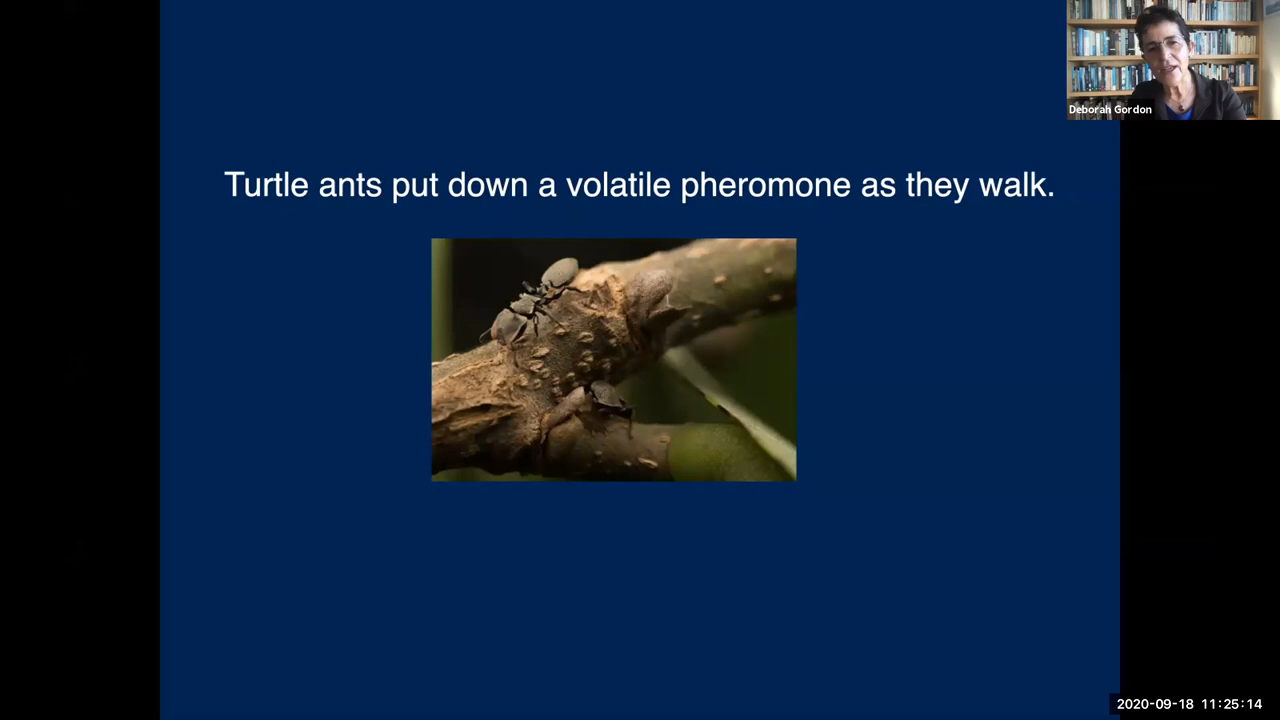 Deborah Gordon
Turtle ants put down a volatile pheromone as they walk.
2020-09-18 11:25:14